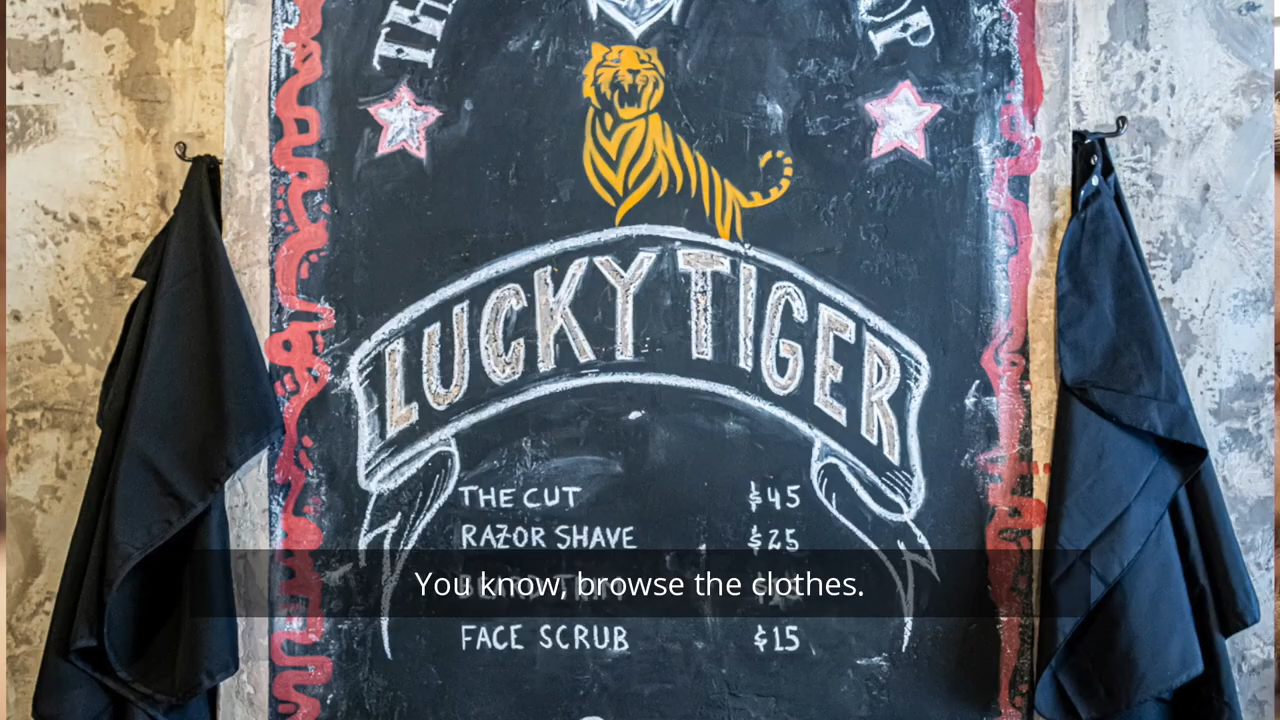 LUCKY TIGER
THE CUT $45
RAZOR SHAVE $25
You know, browse the clothes.
FACE SCRUB $15